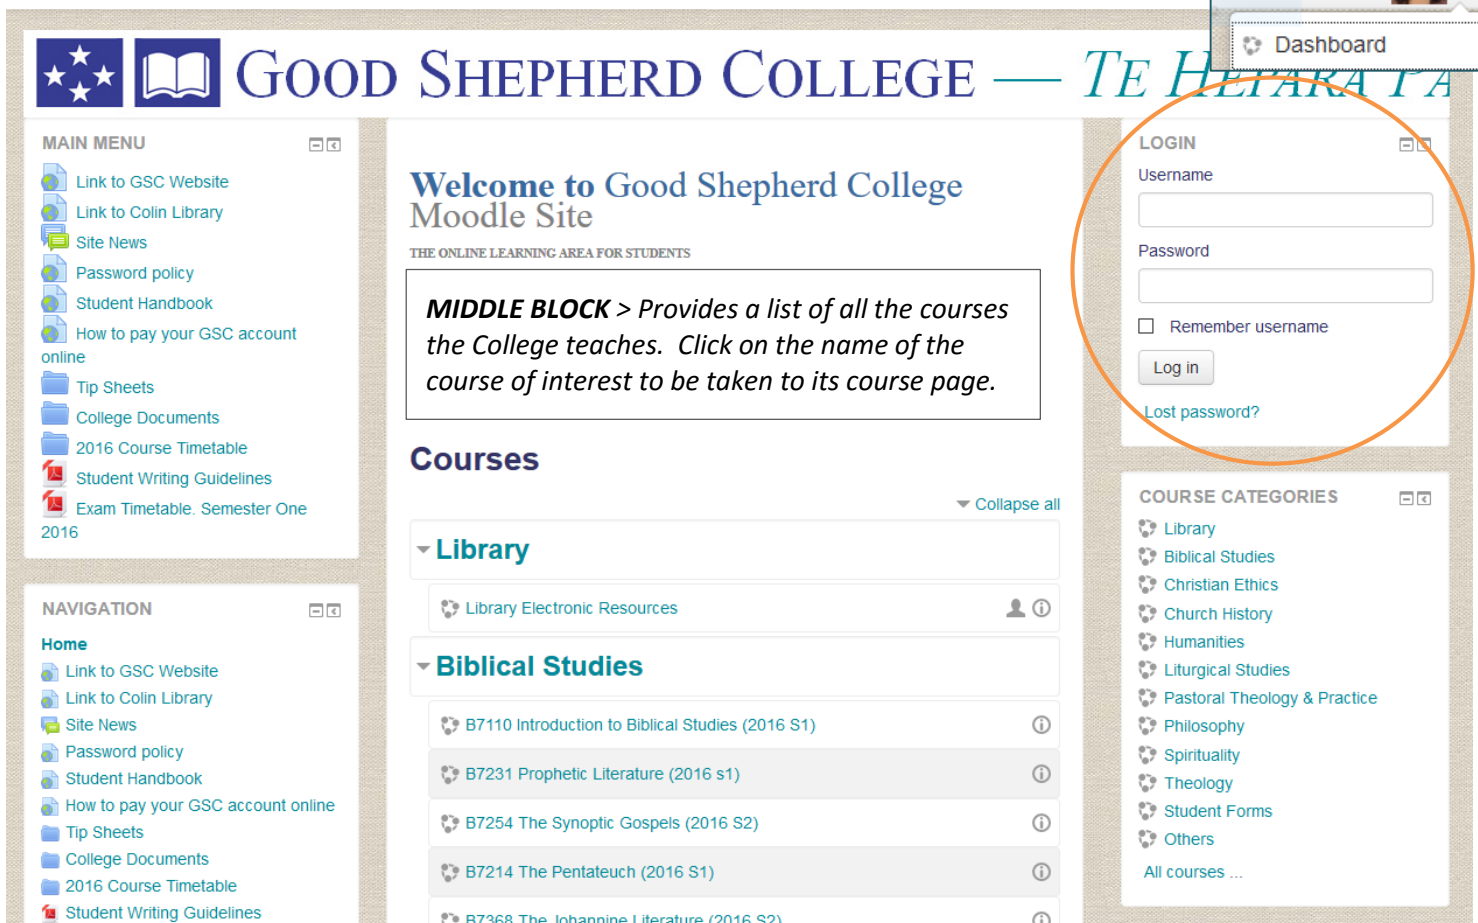 Dashboard
GOOD SHEPHERD COLLEGE — TE HEPARA PA
MAIN MENU
Link to GSC Website
Link to Colin Library
Site News
Password policy
Student Handbook
How to pay your GSC account
online
Tip Sheets
College Documents
2016 Course Timetable
Student Writing Guidelines
Exam Timetable. Semester One
2016
NAVIGATION
Home
Link to GSC Website
Link to Colin Library
Site News
Password policy
Student Handbook
How to pay your GSC account online
Tip Sheets
College Documents
2016 Course Timetable
Student Writing Guidelines
Welcome to Good Shepherd College
Moodle Site
THE ONLINE LEARNING AREA FOR STUDENTS
MIDDLE BLOCK > Provides a list of all the courses
the College teaches. Click on the name of the
course of interest to be taken to its course page.
Courses
Collapse all
Library
Library Electronic Resources
Biblical Studies
B7110 Introduction to Biblical Studies (2016 S1)
B7231 Prophetic Literature (2016 s1)
B7254 The Synoptic Gospels (2016 S2)
B7214 The Pentateuch (2016 S1)
B7368 The Johannine Literature (2016 S2)
LOGIN
Username
Password
Remember username
Log in
Lost password?
COURSE CATEGORIES
Library
Biblical Studies
Christian Ethics
Church History
Humanities
Liturgical Studies
Pastoral Theology & Practice
Philosophy
Spirituality
Theology
Student Forms
Others
All courses ...